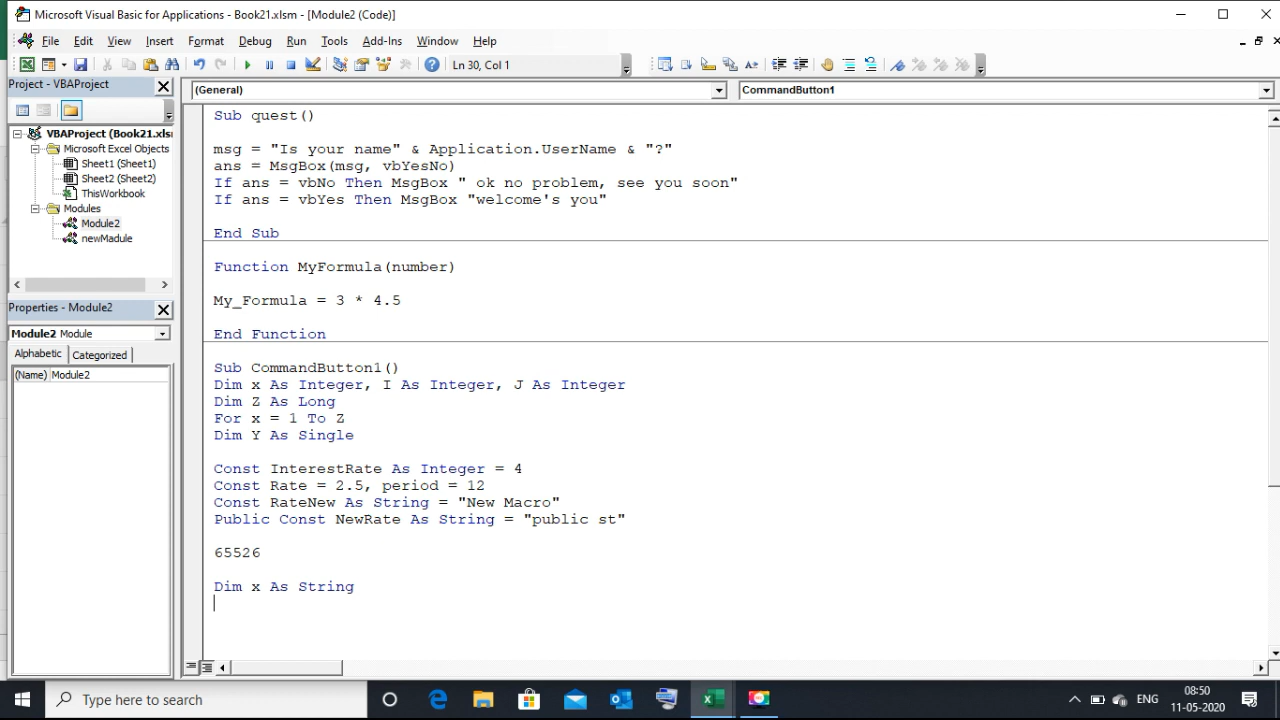 Microsoft Visual Basic for Applications - Book21.xlsm - [Module2 (Code)]
File Edit View Insert Format Debug Run Tools Add-Ins Window Help
Ln 30, Col 1
Project - VBAProject
VBAProject (Book21.xls
Microsoft Excel Objects
Sheet1 (Sheet1)
Sheet2 (Sheet2)
ThisWorkbook
Modules
Module2
newMadule
Properties - Module2
Module2 Module
Alphabetic Categorized
(Name) Module2
(General) CommandButton1
Sub quest()
msg = "Is your name" & Application.UserName & "?"
ans = MsgBox(msg, vbYesNo)
If ans = vbNo Then MsgBox " ok no problem, see you soon"
If ans = vbYes Then MsgBox "welcome's you"
End Sub
Function MyFormula(number)
My_Formula = 3 * 4.5
End Function
Sub CommandButton1()
Dim x As Integer, I As Integer, J As Integer
Dim Z As Long
For x = 1 To Z
Dim Y As Single
Const InterestRate As Integer = 4
Const Rate = 2.5, period = 12
Const RateNew As String = "New Macro"
Public Const NewRate As String = "public st"
65526
Dim x As String
Type here to search
ENG
08:50
11-05-2020